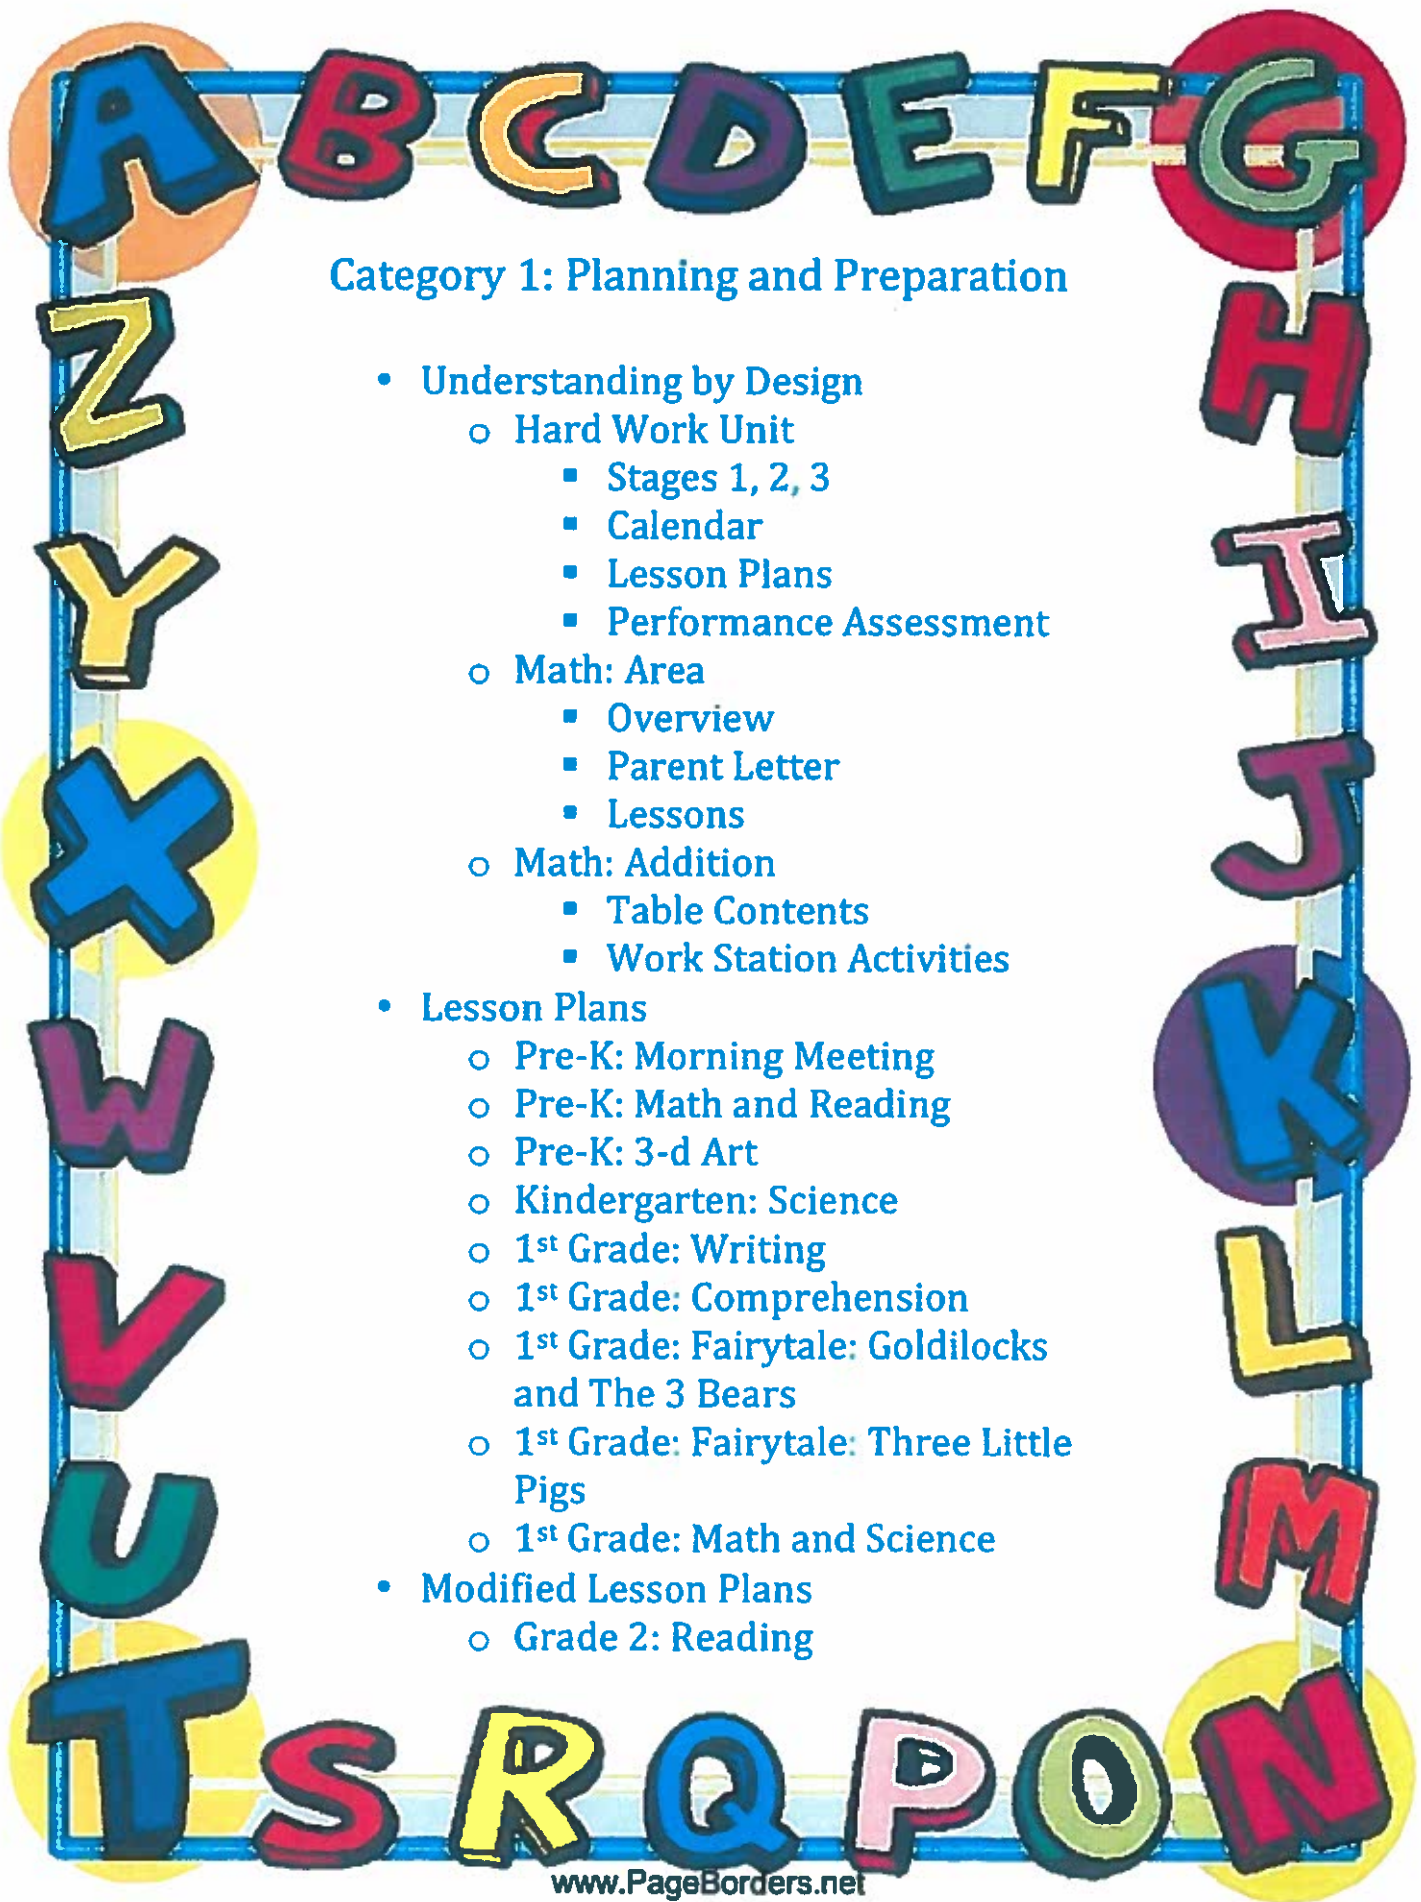 A B C D E F G
Category 1: Planning and Preparation
• Understanding by Design
o Hard Work Unit
▪ Stages 1, 2, 3
▪ Calendar
▪ Lesson Plans
▪ Performance Assessment
o Math: Area
▪ Overview
▪ Parent Letter
▪ Lessons
o Math: Addition
▪ Table Contents
▪ Work Station Activities
• Lesson Plans
o Pre-K: Morning Meeting
o Pre-K: Math and Reading
o Pre-K: 3-d Art
o Kindergarten: Science
o 1st Grade: Writing
o 1st Grade: Comprehension
o 1st Grade: Fairytale: Goldilocks
and The 3 Bears
o 1st Grade: Fairytale: Three Little
Pigs
o 1st Grade: Math and Science
• Modified Lesson Plans
o Grade 2: Reading
H
I
J
K
L
M
N
O
P
Q
R
S
T
U
V
W
X
Y
Z
www.PageBorders.net